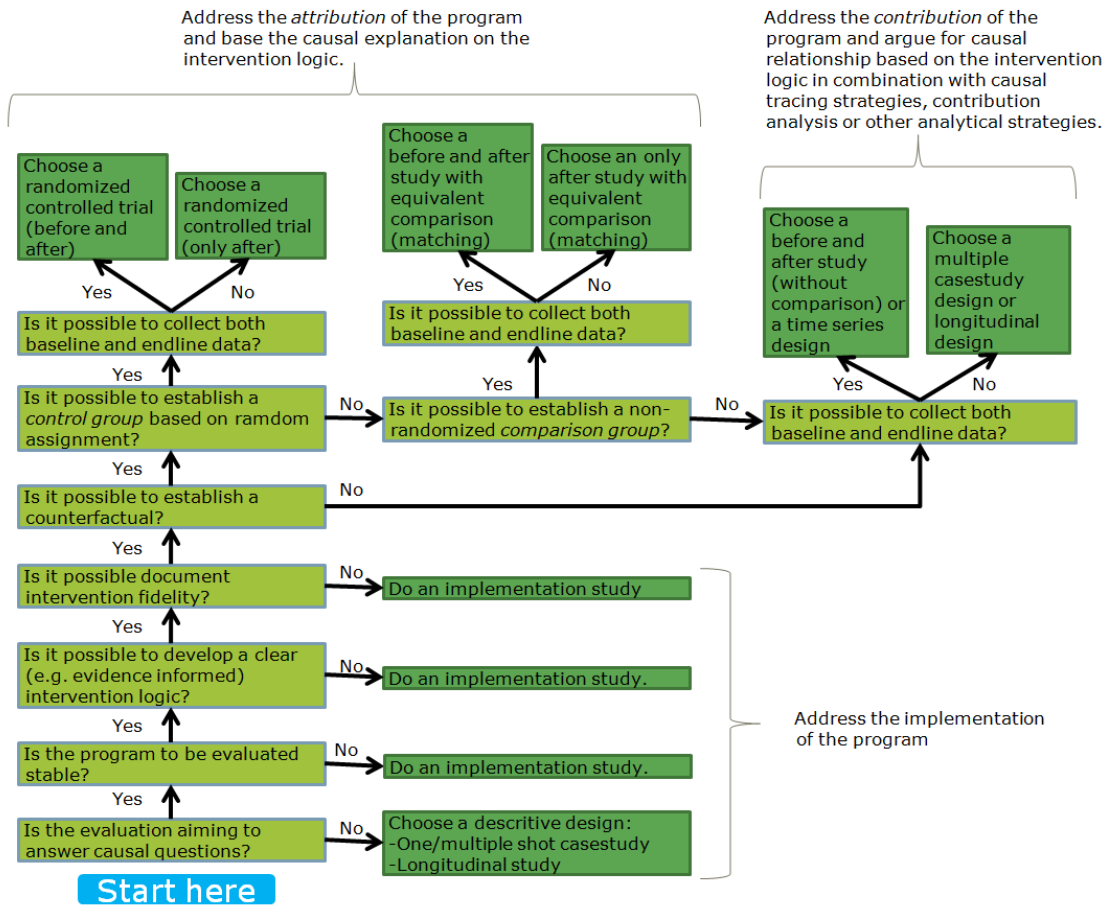 Address the attribution of the program
and base the causal explanation on the
intervention logic.
Address the contribution of the
program and argue for causal
relationship based on the intervention
logic in combination with causal
tracing strategies, contribution
analysis or other analytical strategies.
Choose a
randomized
controlled trial
(before and
after)
Choose a
randomized
controlled trial
(only after)
Choose a
before and after
study with
equivalent
comparison
(matching)
Choose an only
after study with
equivalent
comparison
(matching)
Choose a
before and
after study
(without
comparison) or
a time series
design
Choose a
multiple
casestudy
design or
longitudinal
design
Yes
No
Yes
No
Yes
No
Is it possible to collect both
baseline and endline data?
Is it possible to collect both
baseline and endline data?
Yes
Yes
Is it possible to establish a
control group based on ramdom
assignment?
No
Is it possible to establish a non-
randomized comparison group?
No
Is it possible to collect both
baseline and endline data?
Yes
Is it possible to establish a
counterfactual?
No
Yes
Is it possible document
intervention fidelity?
No
Do an implementation study
Yes
Is it possible to develop a clear
(e.g. evidence informed)
intervention logic?
No
Do an implementation study.
Yes
Is the program to be evaluated
stable?
No
Do an implementation study.
Address the implementation
of the program
Yes
Is the evaluation aiming to
answer causal questions?
No
Choose a descritive design:
-One/multiple shot casestudy
-Longitudinal study
Start here